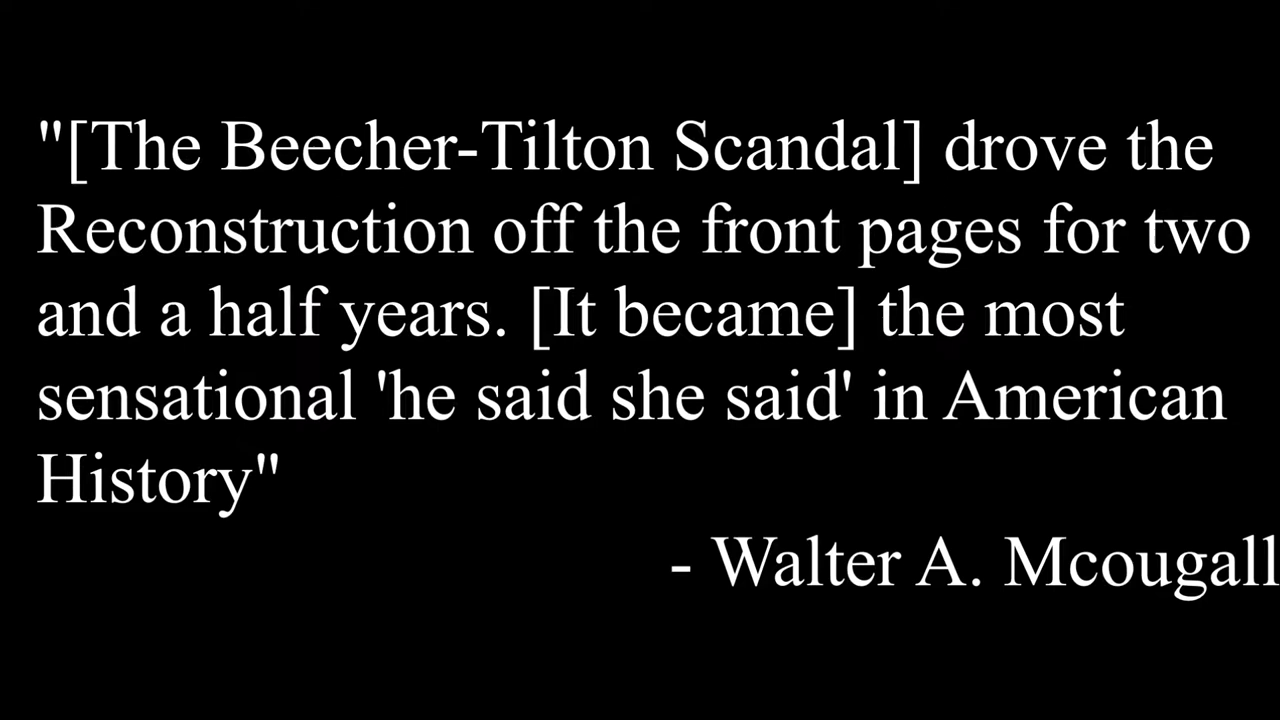 "[The Beecher-Tilton Scandal] drove the
Reconstruction off the front pages for two
and a half years. [It became] the most
sensational 'he said she said' in American
History"
- Walter A. Mcougall